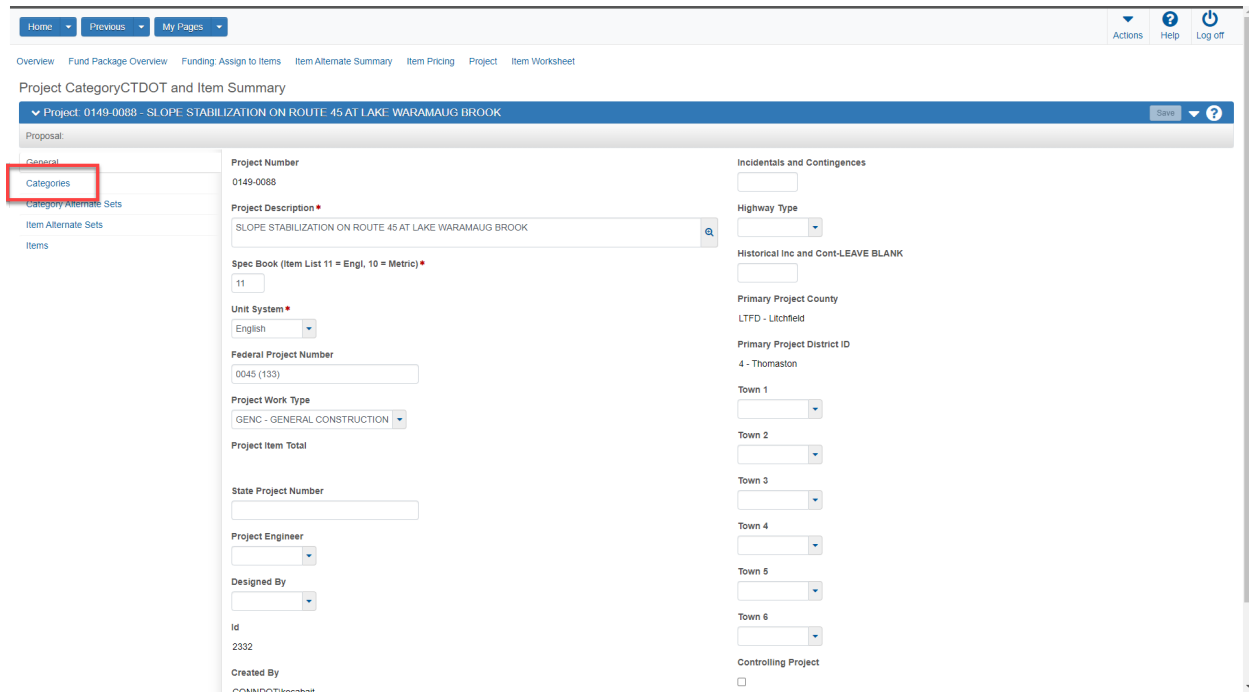 Home Previous My Pages
Actions Help Log off
Overview Fund Package Overview Funding: Assign to Items Item Alternate Summary Item Pricing Project Item Worksheet
Project CategoryCTDOT and Item Summary
Project: 0149-0088 - SLOPE STABILIZATION ON ROUTE 45 AT LAKE WARAMAUG BROOK Save ?
Proposal:
General
Categories
Category Alternate Sets
Item Alternate Sets
Items
Project Number
0149-0088
Project Description *
SLOPE STABILIZATION ON ROUTE 45 AT LAKE WARAMAUG BROOK
Spec Book (Item List 11 = Engl, 10 = Metric) *
11
Unit System *
English
Federal Project Number
0045 (133)
Project Work Type
GENC - GENERAL CONSTRUCTION
Project Item Total
State Project Number
Project Engineer
Designed By
Id
2332
Created By
CONNDOT\kocabait
Incidentals and Contingences
Highway Type
Historical Inc and Cont-LEAVE BLANK
Primary Project County
LTFD - Litchfield
Primary Project District ID
4 - Thomaston
Town 1
Town 2
Town 3
Town 4
Town 5
Town 6
Controlling Project